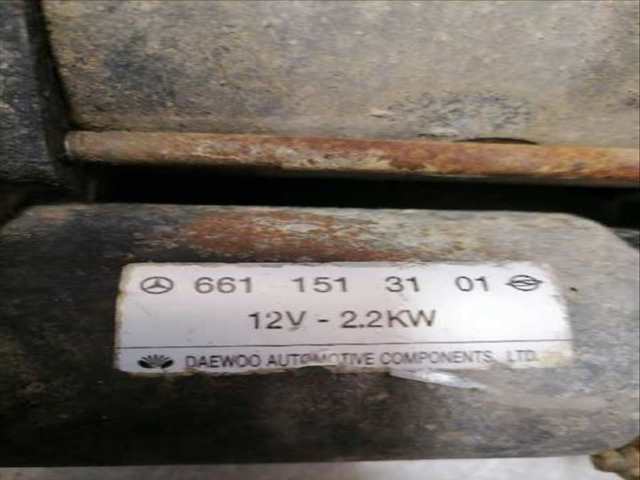 661 151 31 01
12V - 2.2KW
DAEWOO AUTOMOTIVE COMPONENTS, LTD.